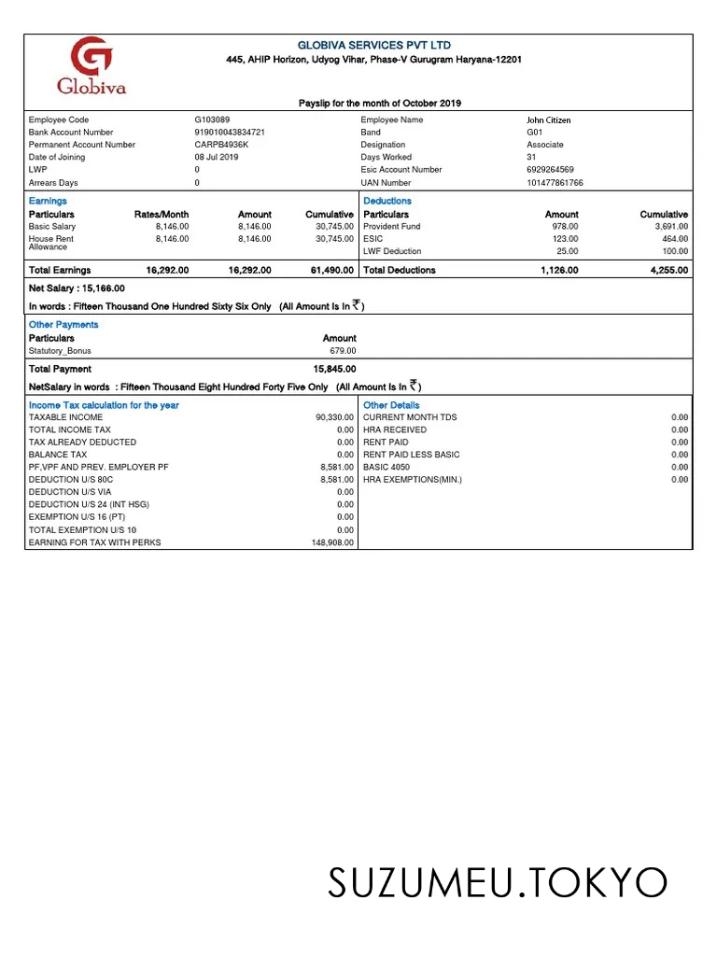 GLOBIVA SERVICES PVT LTD
445, AHIP Horizon, Udyog Vihar, Phase-V Gurugram Haryana-12201
Globiva
Payslip for the month of October 2019
Employee Code G103089 Employee Name John Citizen
Bank Account Number 919010043834721 Band G01
Permanent Account Number CARPB4936K Designation Associate
Date of Joining 08 Jul 2019 Days Worked 31
LWP 0 Esic Account Number 6929264569
Arrears Days 0 UAN Number 101477861766
Earnings Deductions
Particulars Rates/Month Amount Cumulative Particulars Amount Cumulative
Basic Salary 8,146.00 8,146.00 30,745.00 Provident Fund 978.00 3,691.00
House Rent Allowance 8,146.00 8,146.00 30,745.00 ESIC 123.00 464.00
LWF Deduction 25.00 100.00
Total Earnings 16,292.00 16,292.00 61,490.00 Total Deductions 1,126.00 4,255.00
Net Salary : 15,166.00
In words : Fifteen Thousand One Hundred Sixty Six Only (All Amount Is In ₹)
Other Payments
Particulars Amount
Statutory_Bonus 679.00
Total Payment 15,845.00
NetSalary in words : Fifteen Thousand Eight Hundred Forty Five Only (All Amount Is In ₹)
Income Tax calculation for the year Other Details
TAXABLE INCOME 90,330.00 CURRENT MONTH TDS 0.00
TOTAL INCOME TAX 0.00 HRA RECEIVED 0.00
TAX ALREADY DEDUCTED 0.00 RENT PAID 0.00
BALANCE TAX 0.00 RENT PAID LESS BASIC 0.00
PF,VPF AND PREV. EMPLOYER PF 8,581.00 BASIC 4050 0.00
DEDUCTION U/S 80C 8,581.00 HRA EXEMPTIONS(MIN.) 0.00
DEDUCTION U/S VIA 0.00
DEDUCTION U/S 24 (INT HSG) 0.00
EXEMPTION U/S 16 (PT) 0.00
TOTAL EXEMPTION U/S 10 0.00
EARNING FOR TAX WITH PERKS 148,908.00
SUZUMEU.TOKYO